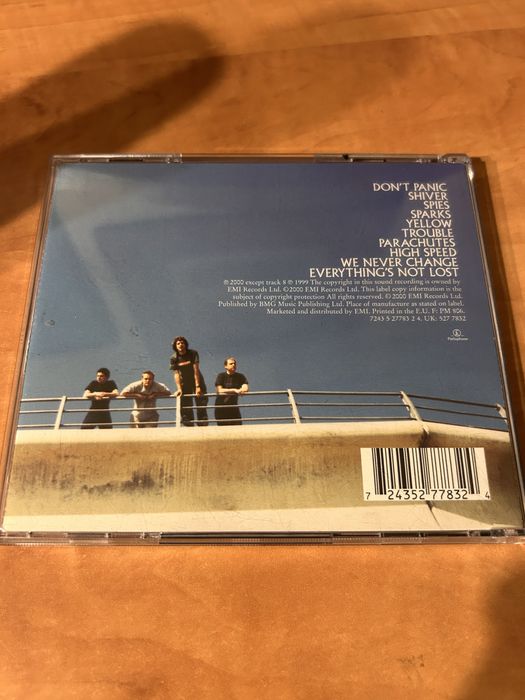 DON'T PANIC
SHIVER
SPIES
SPARKS
YELLOW
TROUBLE
PARACHUTES
HIGH SPEED
WE NEVER CHANGE
EVERYTHING'S NOT LOST
℗ 2000 except track 8 ℗ 1999 The copyright in this sound recording is owned by
EMI Records Ltd. ©2000 EMI Records Ltd. This label copy information is the
subject of copyright protection All rights reserved. © 2000 EMI Records Ltd.
Published by BMG Music Publishing Ltd. Place of manufacture as stated on label.
Marketed and distributed by EMI. Printed in the E.U. F: PM 806.
7243 5 27783 2 4. UK: 527 7832
Parlophone
7 24352 77832 4